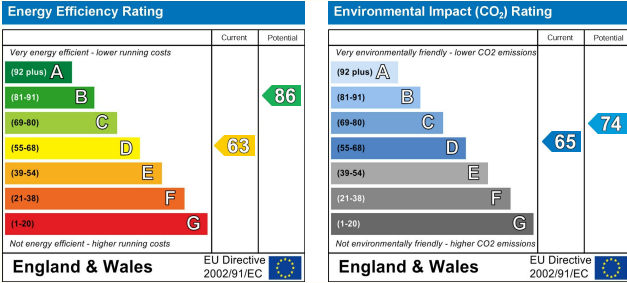 Energy Efficiency Rating
Current Potential
Very energy efficient - lower running costs
(92 plus) A
(81-91) B
86
(69-80) C
(55-68) D
63
(39-54) E
(21-38) F
(1-20) G
Not energy efficient - higher running costs
England & Wales
EU Directive
2002/91/EC
Environmental Impact (CO2) Rating
Current Potential
Very environmentally friendly - lower CO2 emissions
(92 plus) A
(81-91) B
(69-80) C
74
(55-68) D
65
(39-54) E
(21-38) F
(1-20) G
Not environmentally friendly - higher CO2 emissions
England & Wales
EU Directive
2002/91/EC